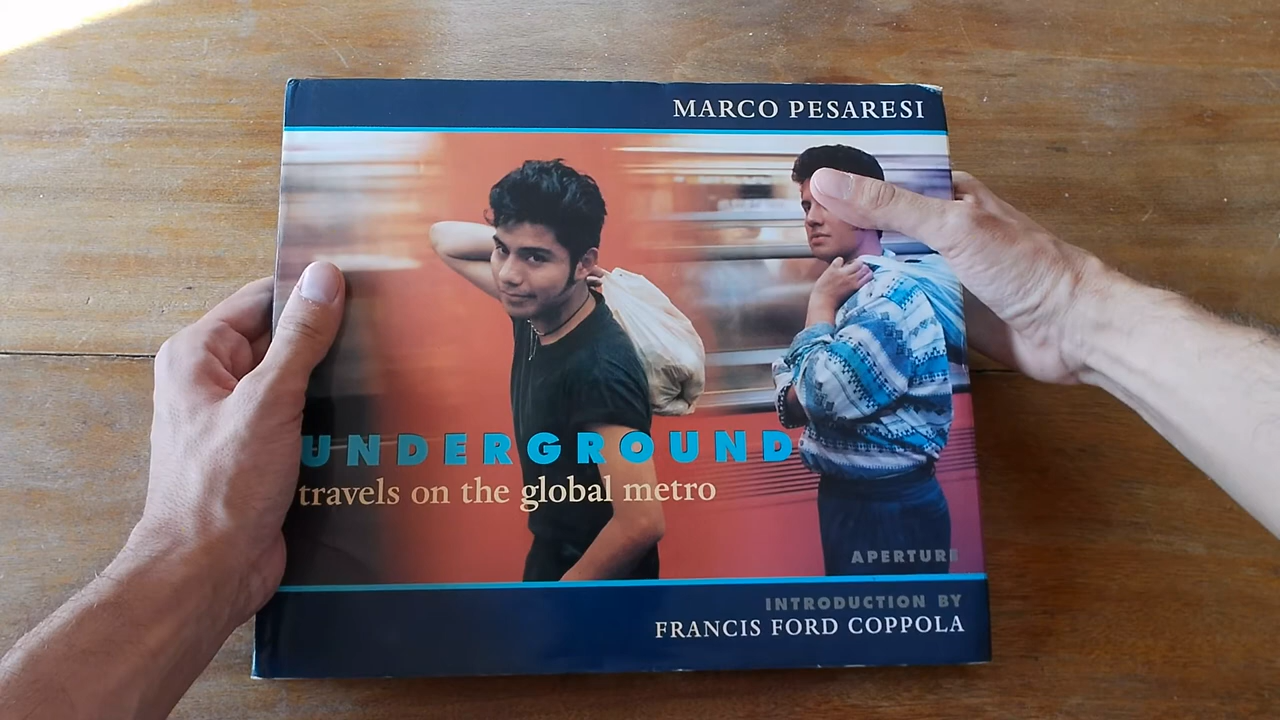 MARCO PESARESI
UNDERGROUND
travels on the global metro
APERTURE
INTRODUCTION BY
FRANCIS FORD COPPOLA